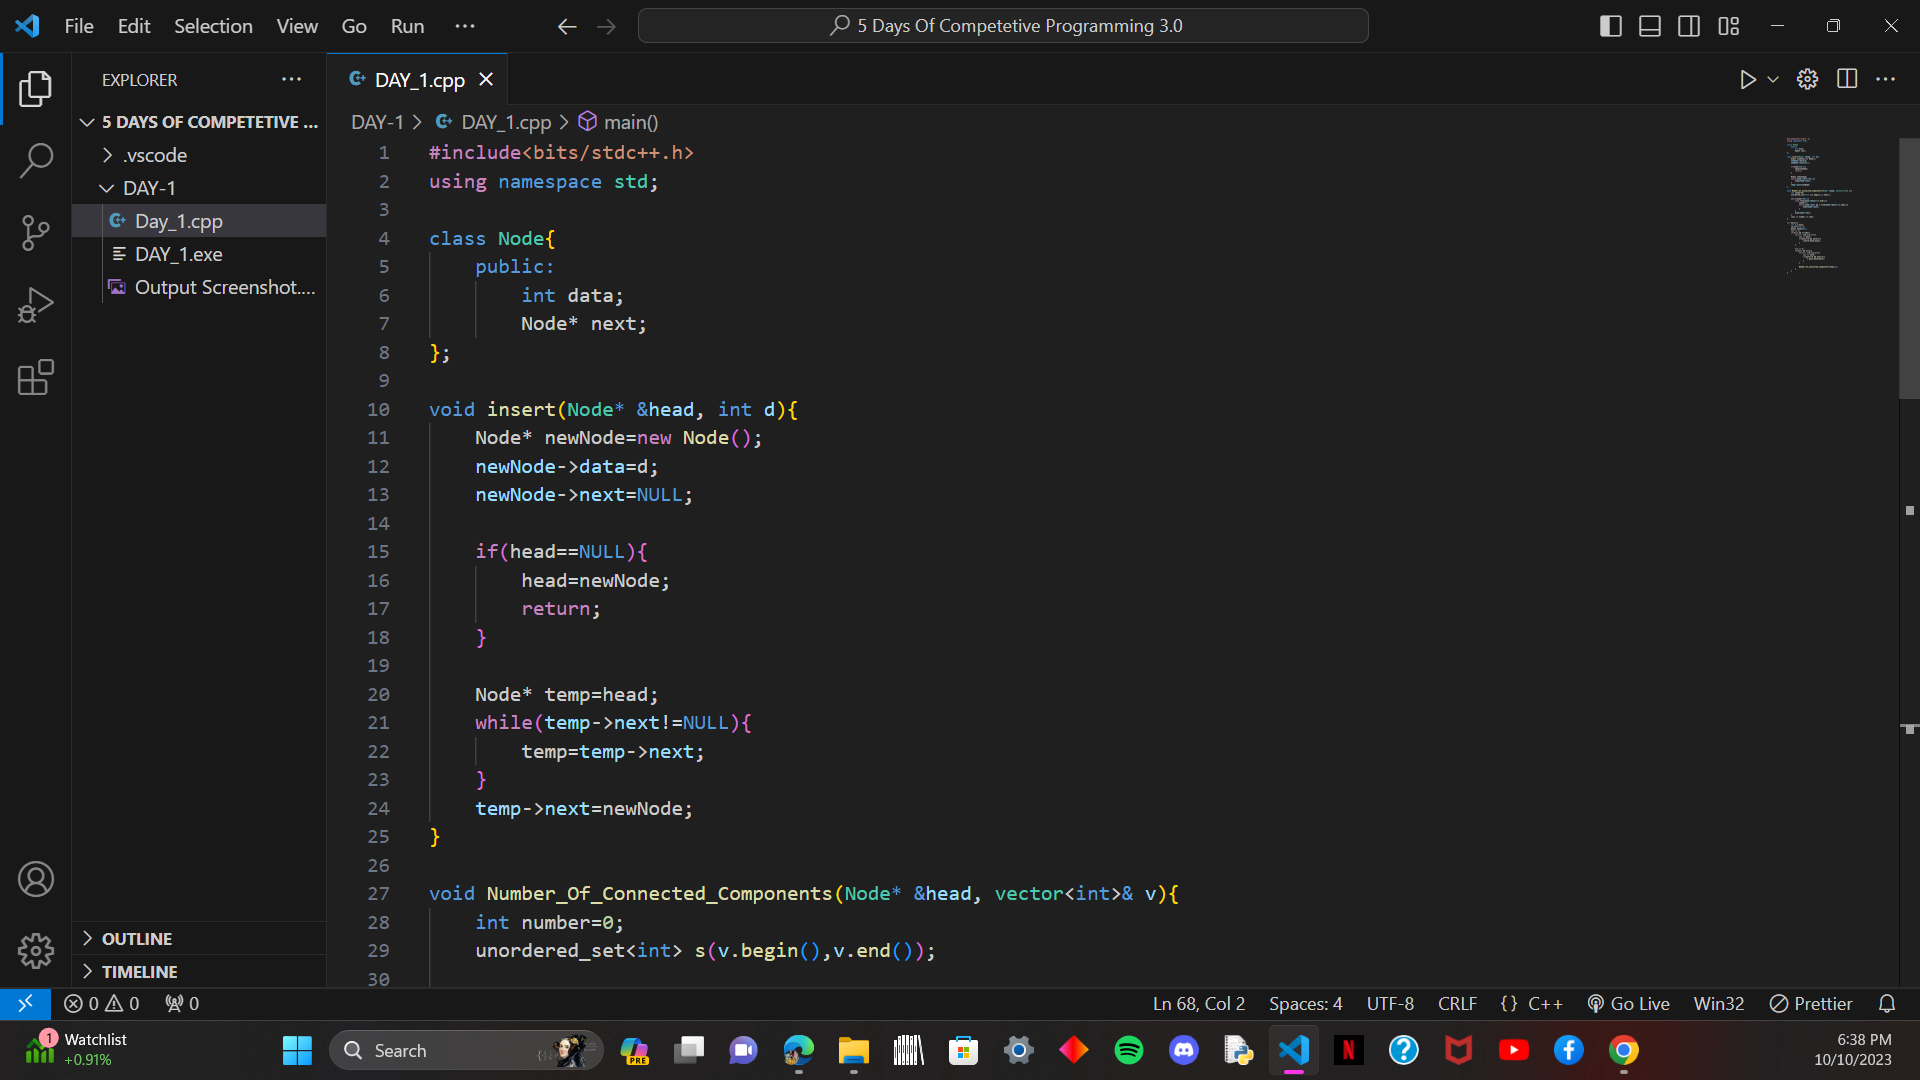 File Edit Selection View Go Run ···
5 Days Of Competetive Programming 3.0
EXPLORER
5 DAYS OF COMPETETIVE ...
.vscode
DAY-1
Day_1.cpp
DAY_1.exe
Output Screenshot....
OUTLINE
TIMELINE
DAY_1.cpp
DAY-1 > DAY_1.cpp > main()
1 #include<bits/stdc++.h>
2 using namespace std;
3
4 class Node{
5 public:
6 int data;
7 Node* next;
8 };
9
10 void insert(Node* &head, int d){
11 Node* newNode=new Node();
12 newNode->data=d;
13 newNode->next=NULL;
14
15 if(head==NULL){
16 head=newNode;
17 return;
18 }
19
20 Node* temp=head;
21 while(temp->next!=NULL){
22 temp=temp->next;
23 }
24 temp->next=newNode;
25 }
26
27 void Number_Of_Connected_Components(Node* &head, vector<int>& v){
28 int number=0;
29 unordered_set<int> s(v.begin(),v.end());
30
0 0 0 Ln 68, Col 2 Spaces: 4 UTF-8 CRLF {} C++ Go Live Win32 Prettier
1 Watchlist
+0.91%
Search
PRE
N
6:38 PM
10/10/2023